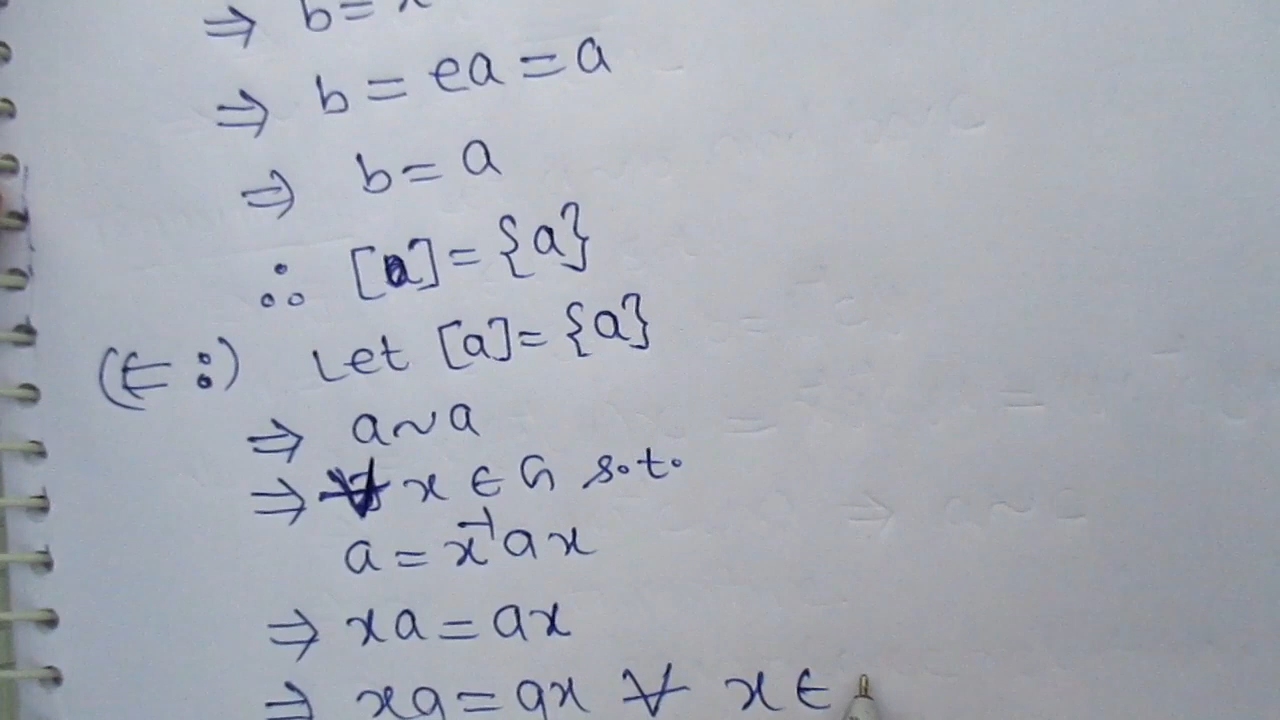 ⇒ b =
⇒ b = ea = a
⇒ b = a
∴ [a] = {a}
(⇐:) Let [a] = {a}
⇒ a ~ a
⇒ ∀ x ∈ G s.t.
a = x⁻¹ax
⇒ xa = ax
⇒ xa = ax ∀ x ∈